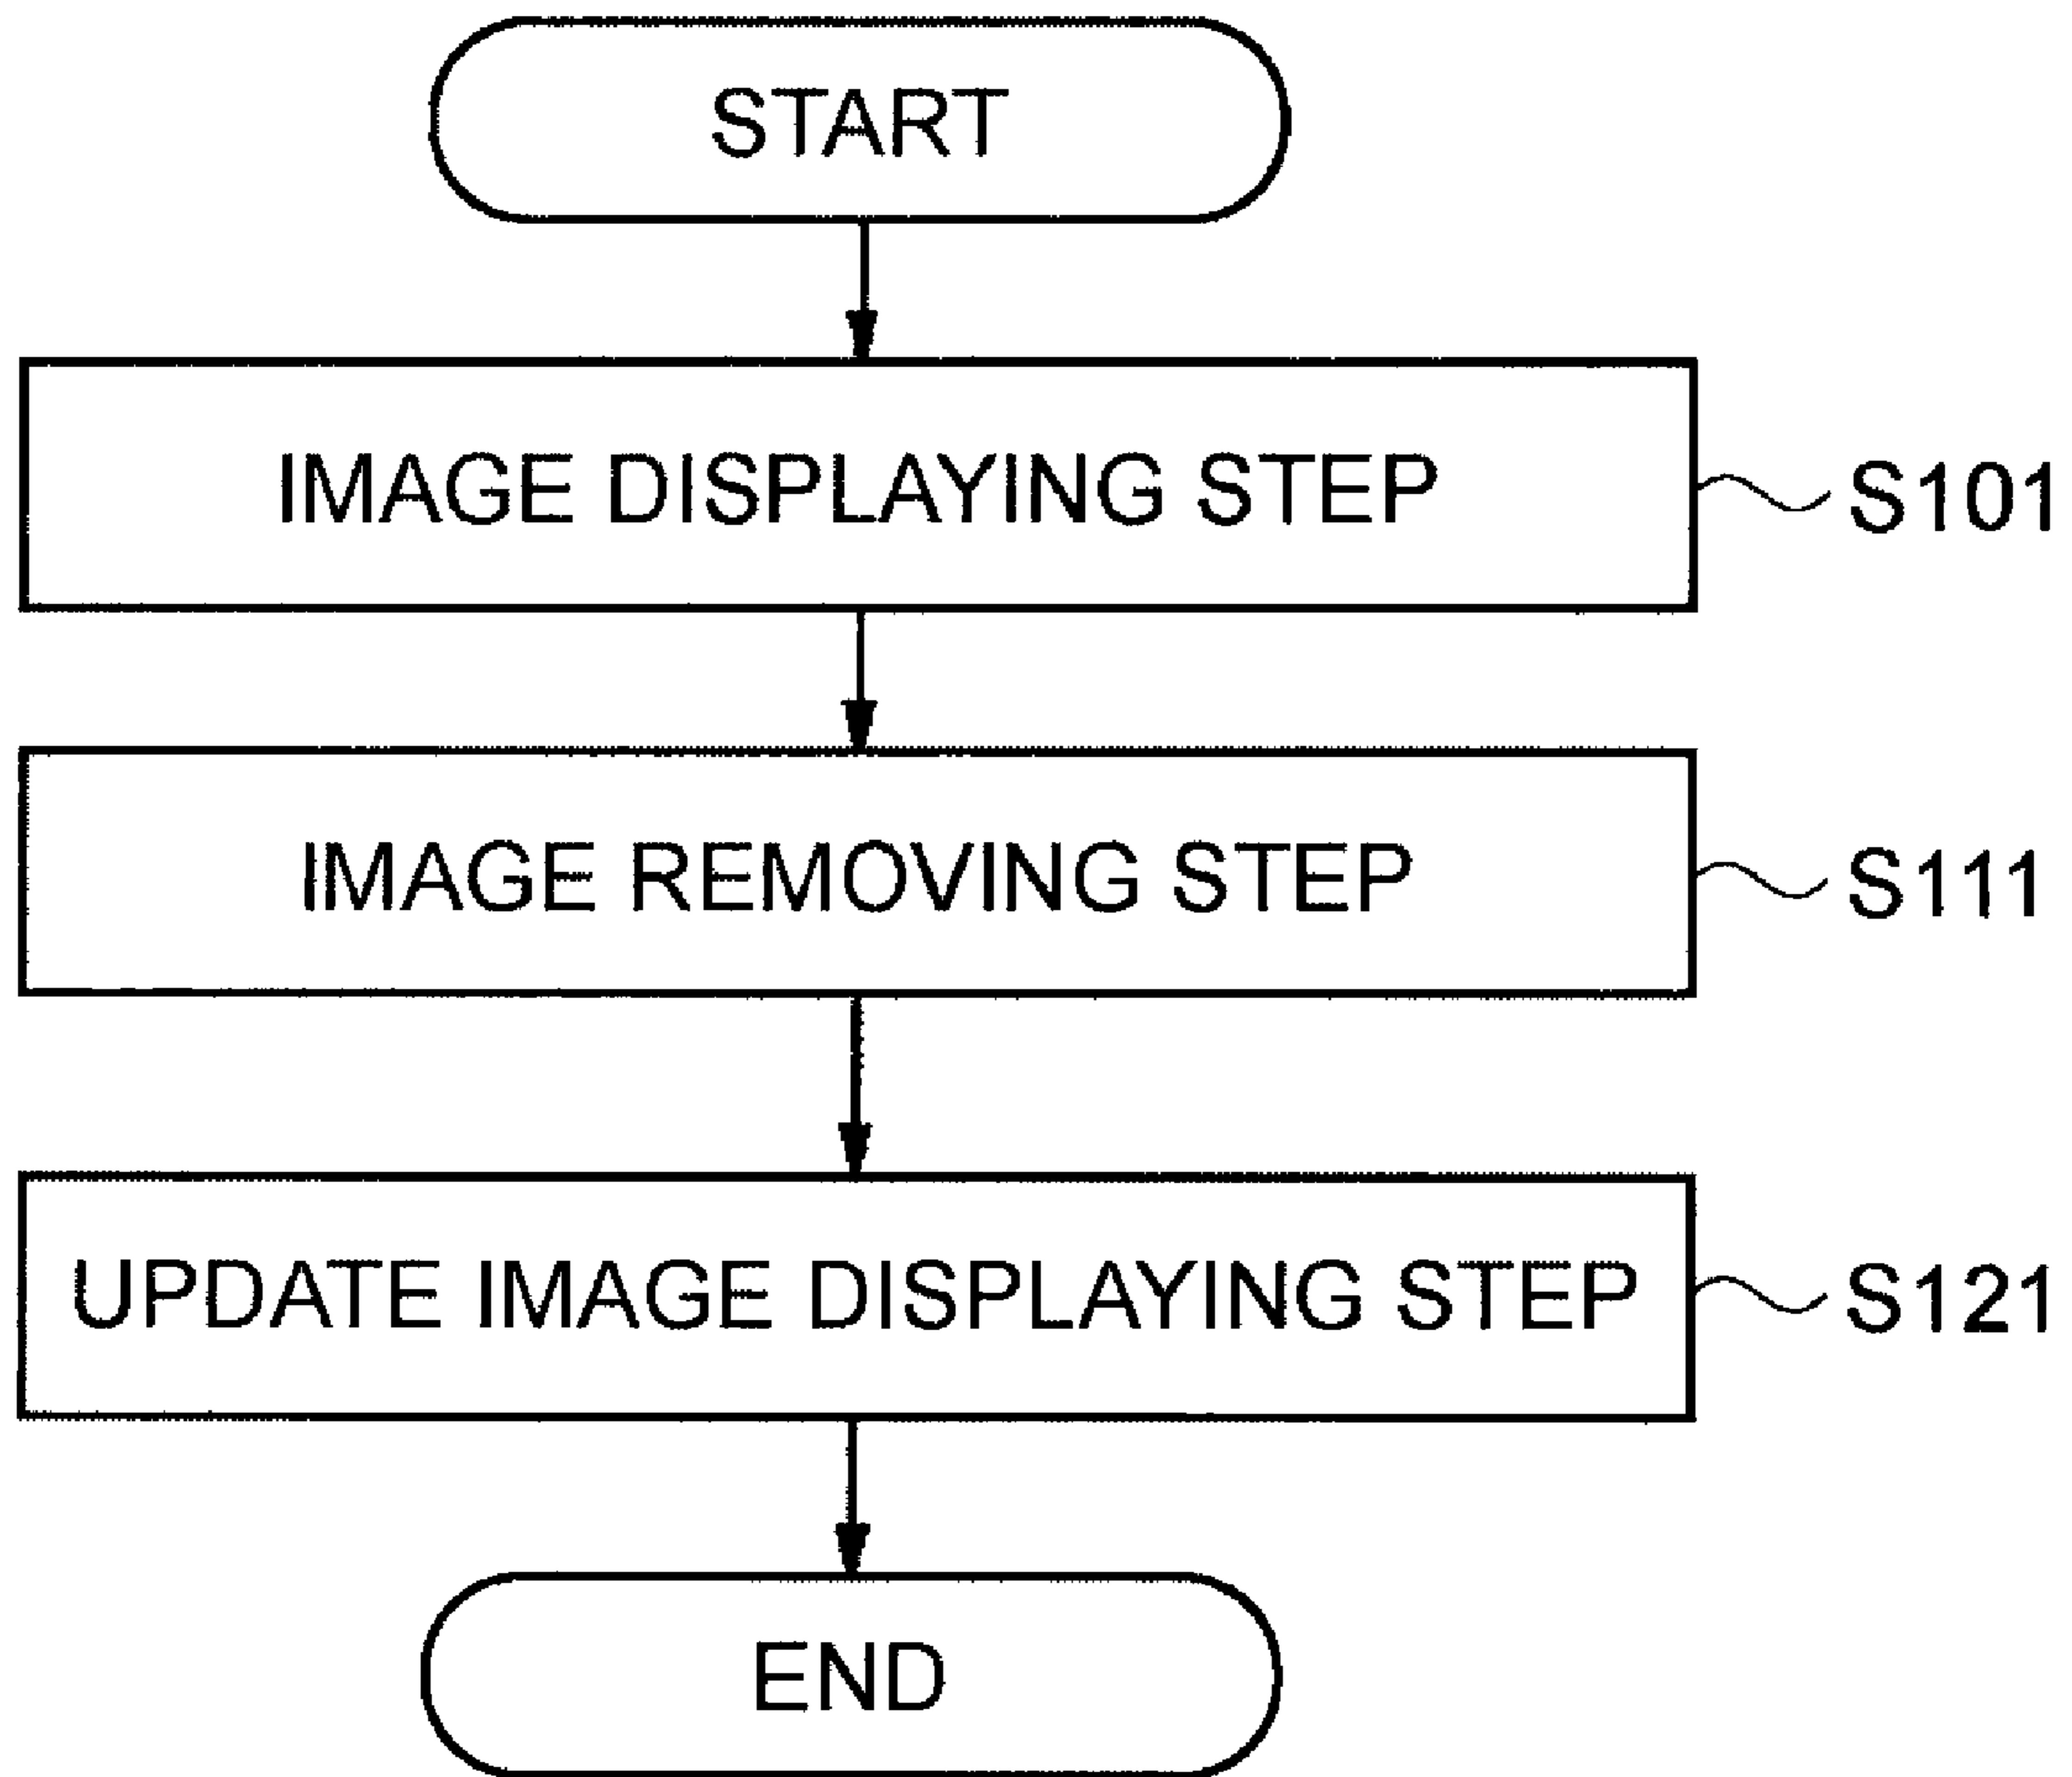 START
IMAGE DISPLAYING STEP
S101
IMAGE REMOVING STEP
S111
UPDATE IMAGE DISPLAYING STEP
S121
END